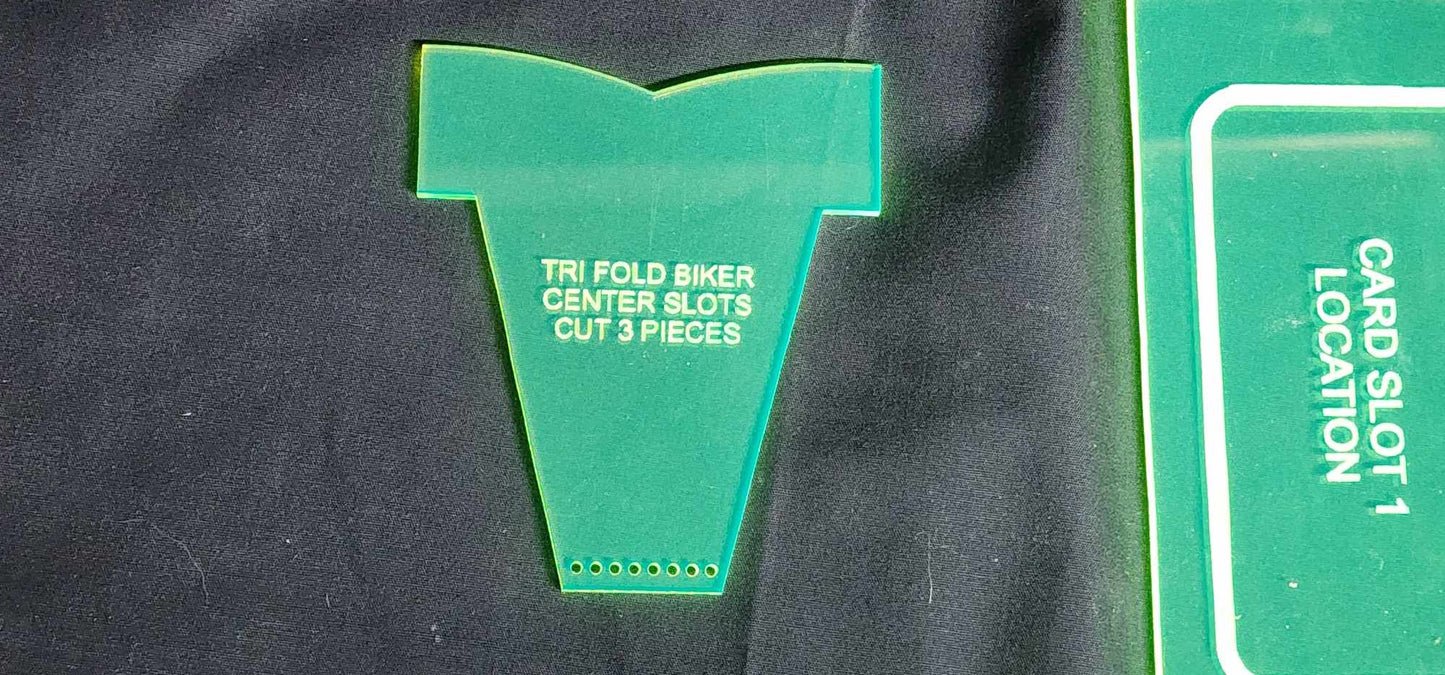 TRI FOLD BIKER
CENTER SLOTS
CUT 3 PIECES
CARD SLOT 1
LOCATION